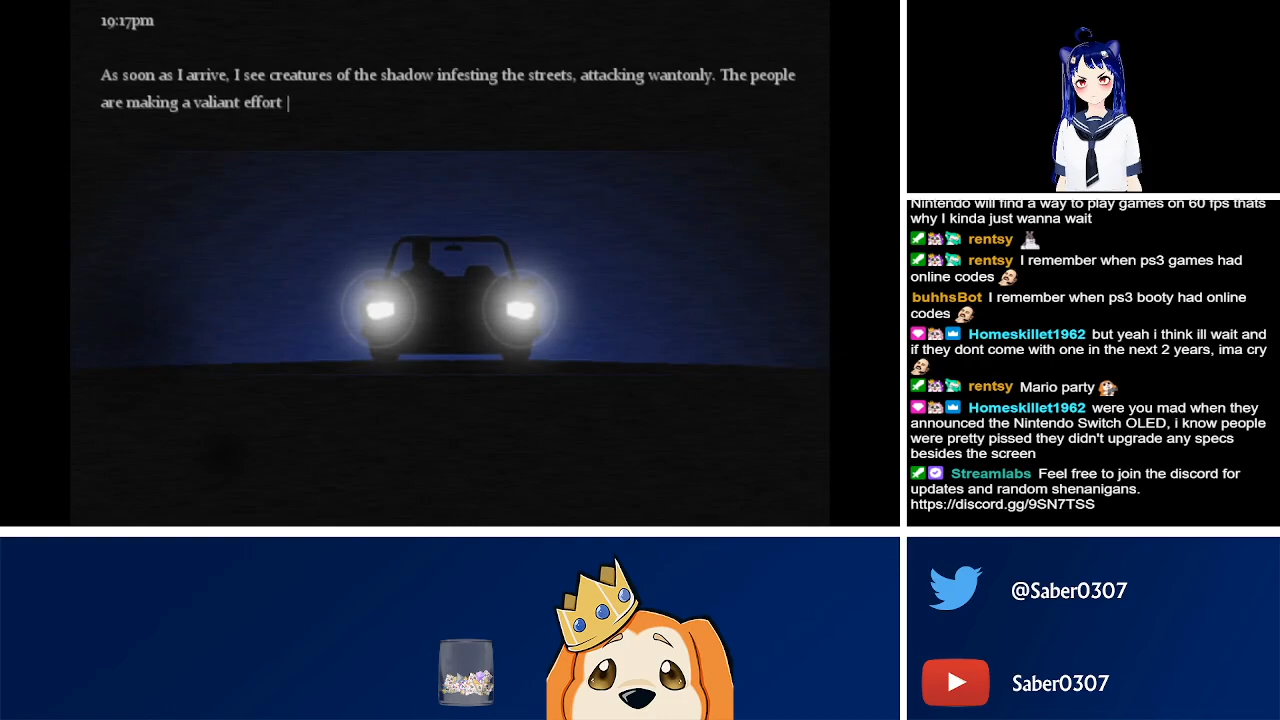 19:17pm
As soon as I arrive, I see creatures of the shadow infesting the streets, attacking wantonly. The people
are making a valiant effort |
Nintendo will find a way to play games on 60 fps thats
why I kinda just wanna wait
rentsy
rentsy I remember when ps3 games had
online codes
buhhsBot I remember when ps3 booty had online
codes
Homeskillet1962 but yeah i think ill wait and
if they dont come with one in the next 2 years, ima cry
rentsy Mario party
Homeskillet1962 were you mad when they
announced the Nintendo Switch OLED, i know people
were pretty pissed they didn't upgrade any specs
besides the screen
Streamlabs Feel free to join the discord for
updates and random shenanigans.
https://discord.gg/9SN7TSS
@Saber0307
Saber0307